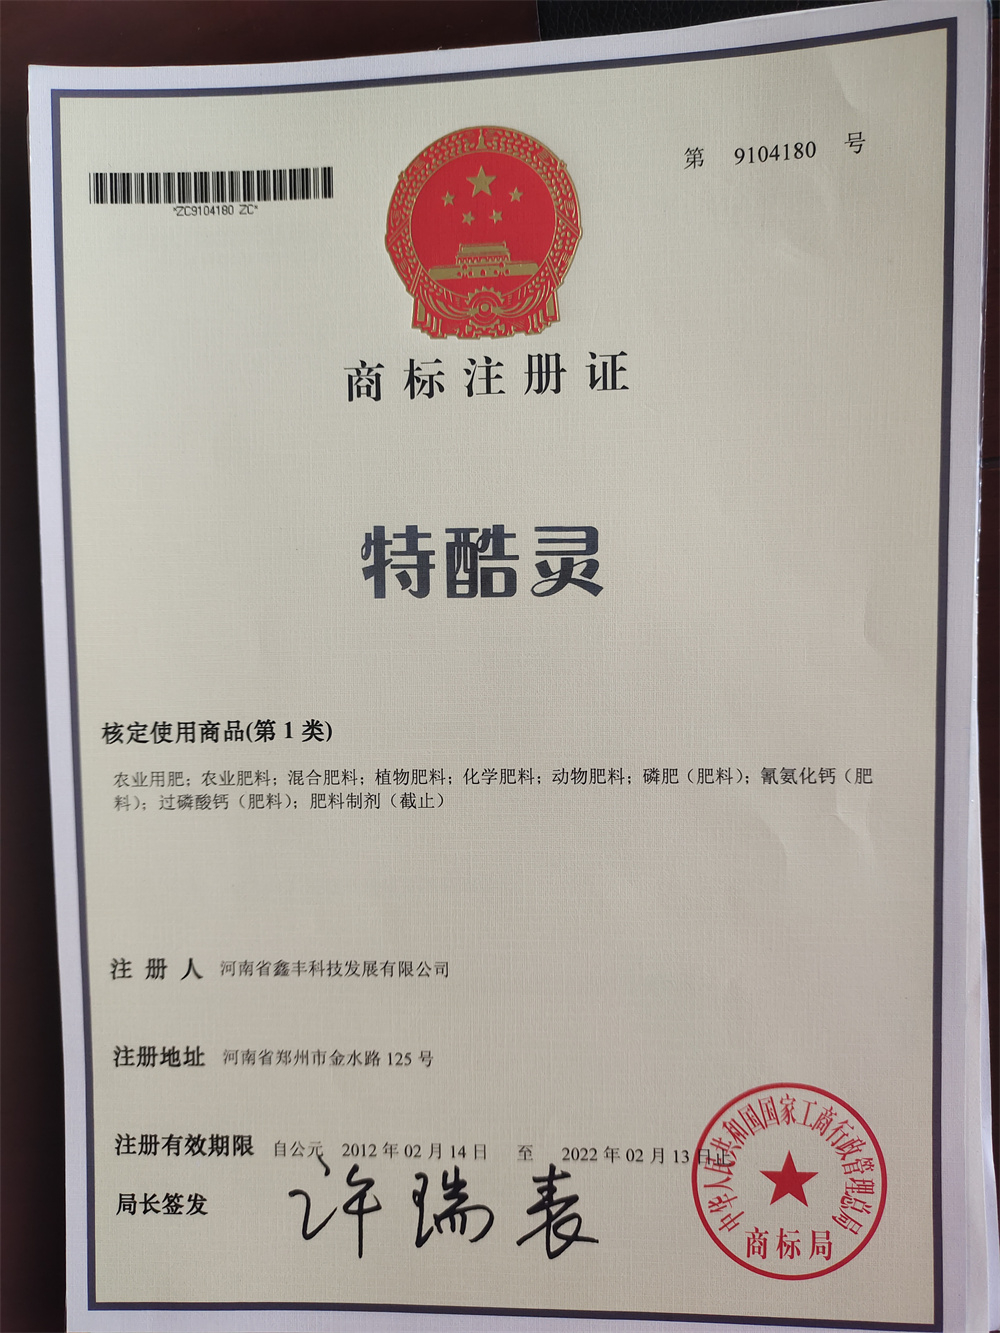 第 9104180 号
*ZC9104180 ZC*
商标注册证
特酷灵
核定使用商品(第 1 类)
农业用肥；农业肥料；混合肥料；植物肥料；化学肥料；动物肥料；磷肥（肥料）；氰氨化钙（肥
料）；过磷酸钙（肥料）；肥料制剂（截止）
注册人 河南省鑫丰科技发展有限公司
注册地址 河南省郑州市金水路 125 号
注册有效期限 自公元 2012 年 02 月 14 日 至 2022 年 02 月 13 日止
局长签发 许瑞表
中华人民共和国国家工商行政管理总局
商标局